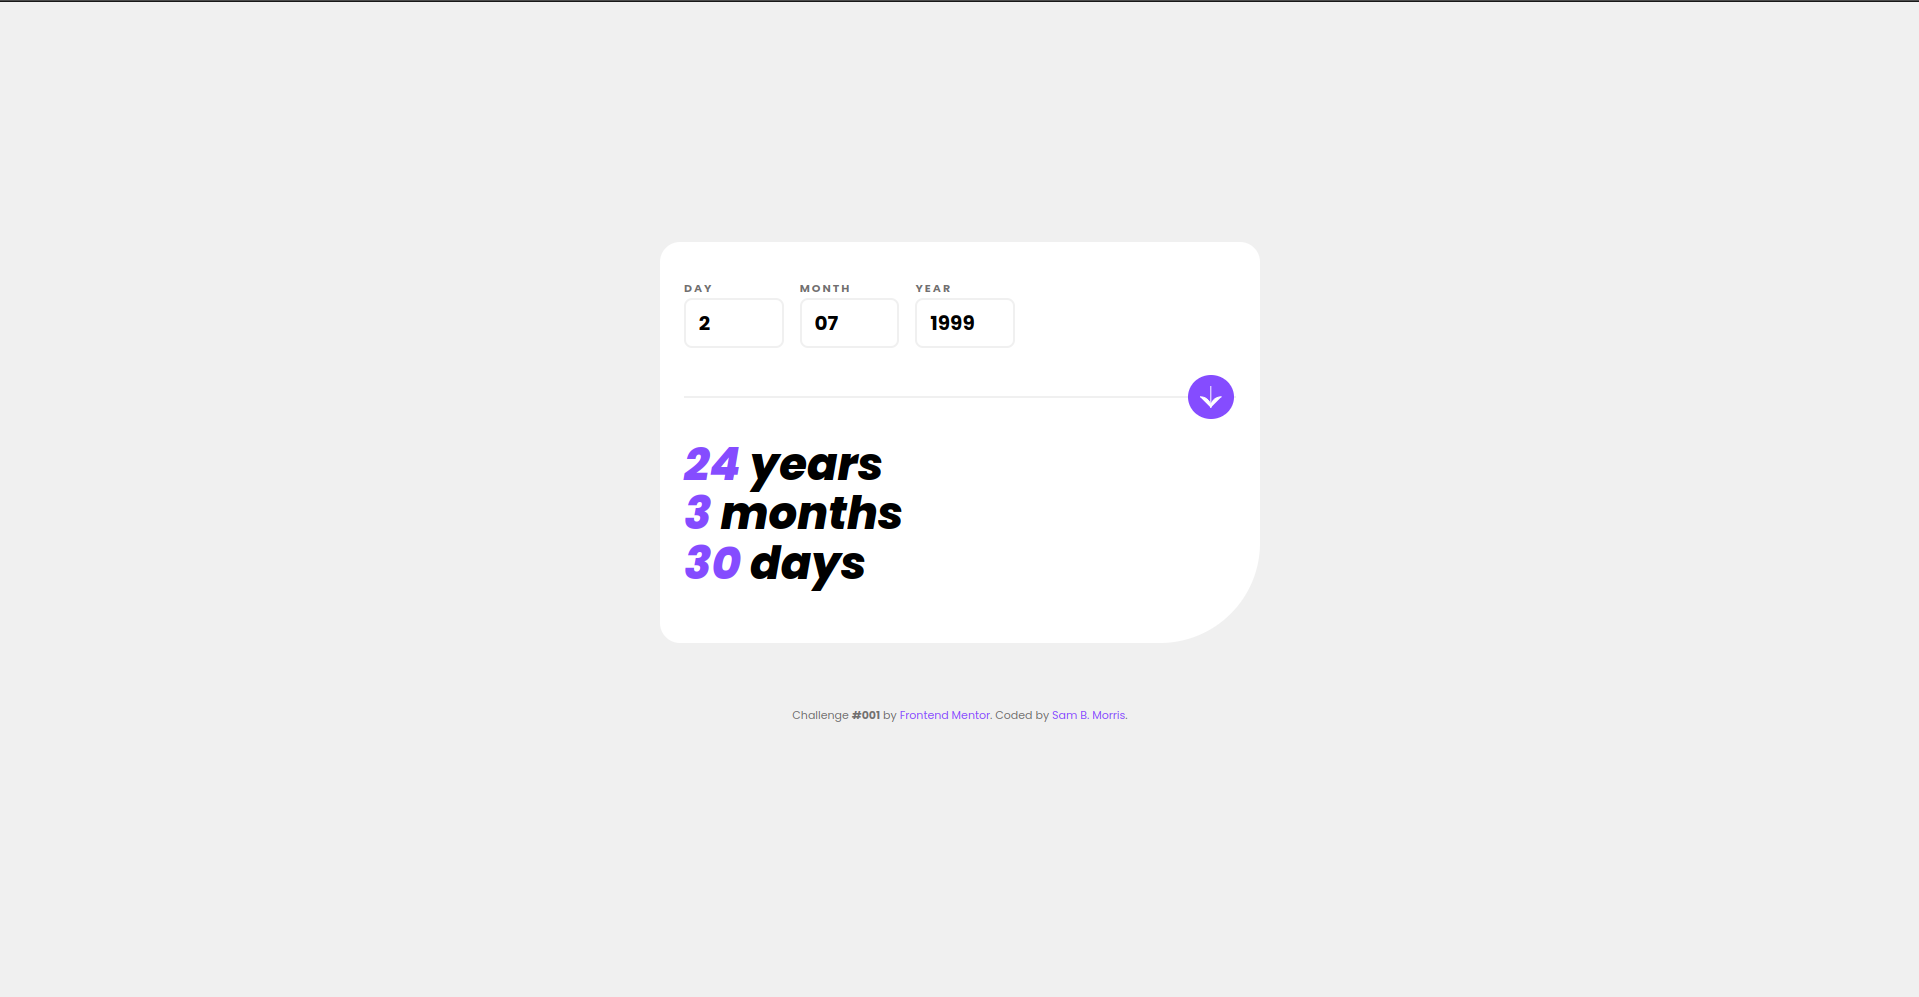 DAY MONTH YEAR
2 07 1999
24 years
3 months
30 days
Challenge #001 by Frontend Mentor. Coded by Sam B. Morris.